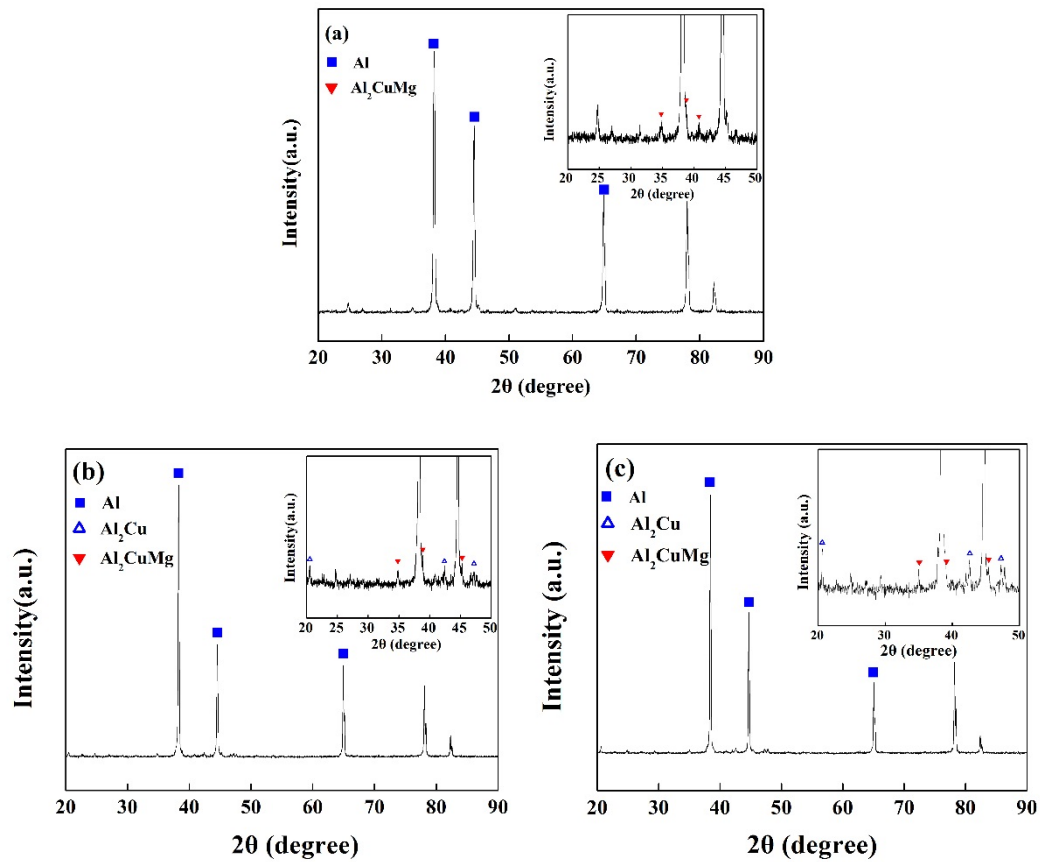 (a)
Al
Al₂CuMg
Intensity(a.u.)
20 30 40 50 60 70 80 90
2θ (degree)
Intensity(a.u.)
20 25 30 35 40 45 50
2θ (degree)
(b)
Al
Al₂Cu
Al₂CuMg
Intensity(a.u.)
20 30 40 50 60 70 80 90
2θ (degree)
Intensity(a.u.)
20 25 30 35 40 45 50
2θ (degree)
(c)
Al
Al₂Cu
Al₂CuMg
Intensity (a.u.)
20 30 40 50 60 70 80 90
2θ (degree)
Intensity (a.u.)
20 30 40 50
2θ (degree)